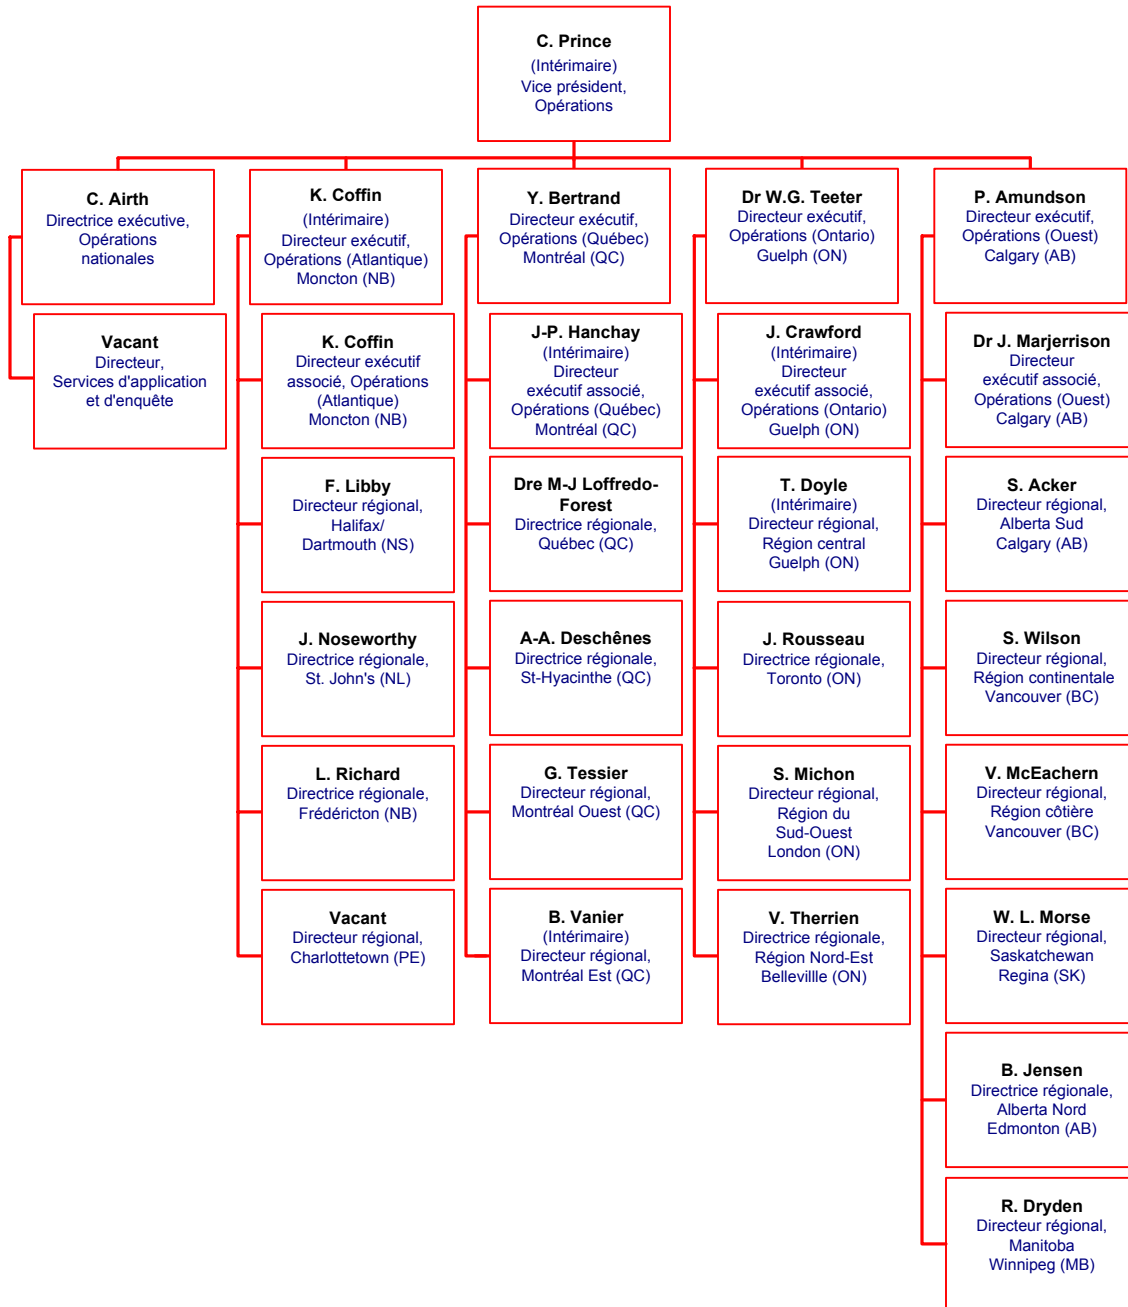 C. Prince
(Intérimaire)
Vice président,
Opérations
C. Airth
Directrice exécutive,
Opérations
nationales
Vacant
Directeur,
Services d'application
et d'enquête
K. Coffin
(Intérimaire)
Directeur exécutif,
Opérations (Atlantique)
Moncton (NB)
K. Coffin
Directeur exécutif
associé, Opérations
(Atlantique)
Moncton (NB)
F. Libby
Directeur régional,
Halifax/
Dartmouth (NS)
J. Noseworthy
Directrice régionale,
St. John's (NL)
L. Richard
Directrice régionale,
Frédéricton (NB)
Vacant
Directeur régional,
Charlottetown (PE)
Y. Bertrand
Directeur exécutif,
Opérations (Québec)
Montréal (QC)
J-P. Hanchay
(Intérimaire)
Directeur
exécutif associé,
Opérations (Québec)
Montréal (QC)
Dre M-J Loffredo-
Forest
Directrice régionale,
Québec (QC)
A-A. Deschênes
Directrice régionale,
St-Hyacinthe (QC)
G. Tessier
Directeur régional,
Montréal Ouest (QC)
B. Vanier
(Intérimaire)
Directeur régional,
Montréal Est (QC)
Dr W.G. Teeter
Directeur exécutif,
Opérations (Ontario)
Guelph (ON)
J. Crawford
(Intérimaire)
Directeur
exécutif associé,
Opérations (Ontario)
Guelph (ON)
T. Doyle
(Intérimaire)
Directeur régional,
Région central
Guelph (ON)
J. Rousseau
Directrice régionale,
Toronto (ON)
S. Michon
Directeur régional,
Région du
Sud-Ouest
London (ON)
V. Therrien
Directrice régionale,
Région Nord-Est
Bellevillle (ON)
P. Amundson
Directeur exécutif,
Opérations (Ouest)
Calgary (AB)
Dr J. Marjerrison
Directeur
exécutif associé,
Opérations (Ouest)
Calgary (AB)
S. Acker
Directeur régional,
Alberta Sud
Calgary (AB)
S. Wilson
Directeur régional,
Région continentale
Vancouver (BC)
V. McEachern
Directeur régional,
Région côtière
Vancouver (BC)
W. L. Morse
Directeur régional,
Saskatchewan
Regina (SK)
B. Jensen
Directrice régionale,
Alberta Nord
Edmonton (AB)
R. Dryden
Directeur régional,
Manitoba
Winnipeg (MB)